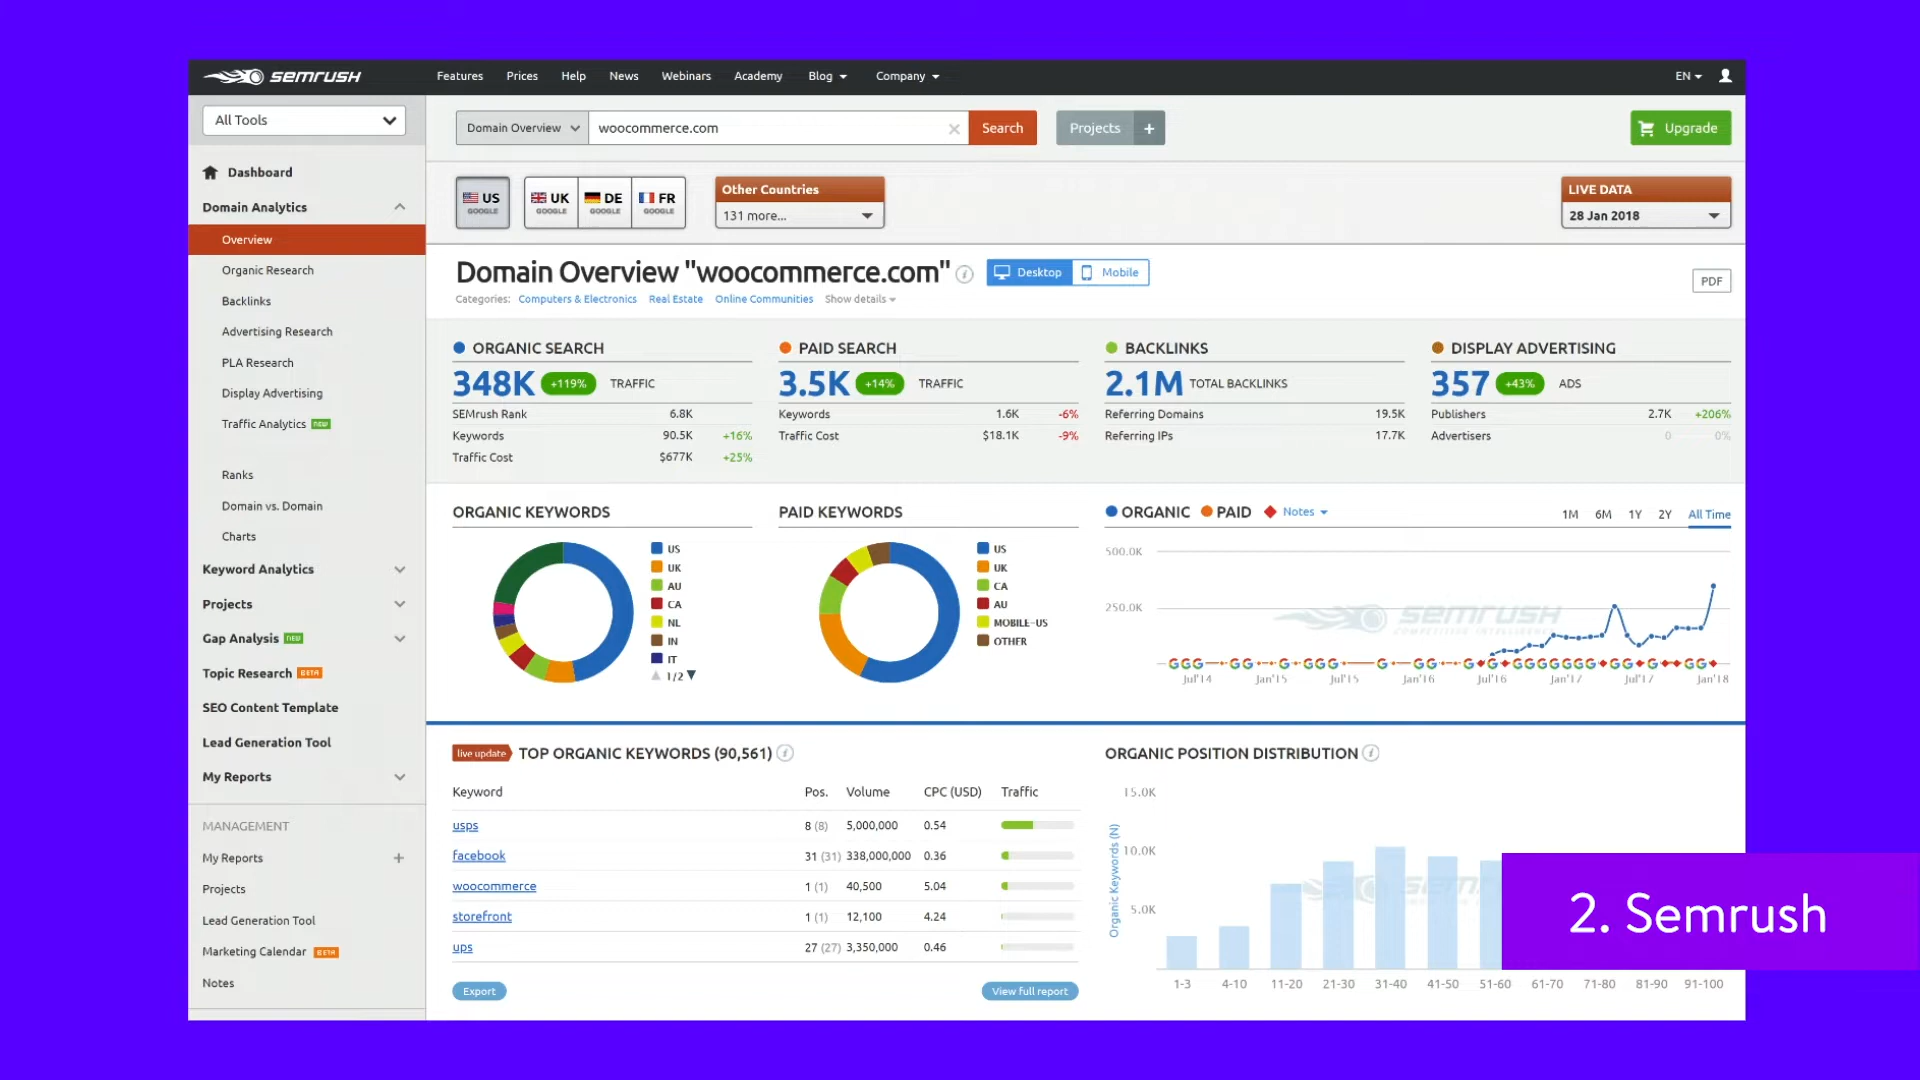 SEMRUSH
Features Prices Help News Webinars Academy Blog Company EN
All Tools
Domain Overview woocommerce.com Search Projects + Upgrade
Dashboard
Domain Analytics
Overview
Organic Research
Backlinks
Advertising Research
PLA Research
Display Advertising
Traffic Analytics NEW
Ranks
Domain vs. Domain
Charts
Keyword Analytics
Projects
Gap Analysis NEW
Topic Research BETA
SEO Content Template
Lead Generation Tool
My Reports
MANAGEMENT
My Reports +
Projects
Lead Generation Tool
Marketing Calendar BETA
Notes
US GOOGLE
UK GOOGLE
DE GOOGLE
FR GOOGLE
Other Countries
131 more...
LIVE DATA
28 Jan 2018
Domain Overview "woocommerce.com" i Desktop Mobile
PDF
Categories: Computers & Electronics Real Estate Online Communities Show details
ORGANIC SEARCH
348K +119% TRAFFIC
SEMrush Rank 6.8K
Keywords 90.5K +16%
Traffic Cost $677K +25%
PAID SEARCH
3.5K +14% TRAFFIC
Keywords 1.6K -6%
Traffic Cost $18.1K -9%
BACKLINKS
2.1M TOTAL BACKLINKS
Referring Domains 19.5K
Referring IPs 17.7K
DISPLAY ADVERTISING
357 +43% ADS
Publishers 2.7K +206%
Advertisers 0 0%
ORGANIC KEYWORDS
US
UK
AU
CA
NL
IN
IT
1/2
PAID KEYWORDS
US
UK
CA
AU
MOBILE-US
OTHER
ORGANIC PAID Notes 1M 6M 1Y 2Y All Time
500.0K
250.0K
SEMRUSH
COMPETITIVE INTELLIGENCE
Jul'14 Jan'15 Jul'15 Jan'16 Jul'16 Jan'17 Jul'17 Jan'18
live update TOP ORGANIC KEYWORDS (90,561) i
Keyword Pos. Volume CPC (USD) Traffic
usps 8 (8) 5,000,000 0.54
facebook 31 (31) 338,000,000 0.36
woocommerce 1 (1) 40,500 5.04
storefront 1 (1) 12,100 4.24
ups 27 (27) 3,350,000 0.46
Export View full report
ORGANIC POSITION DISTRIBUTION i
Organic Keywords (N)
15.0K
10.0K
5.0K
1-3 4-10 11-20 21-30 31-40 41-50 51-60 61-70 71-80 81-90 91-100
2. Semrush